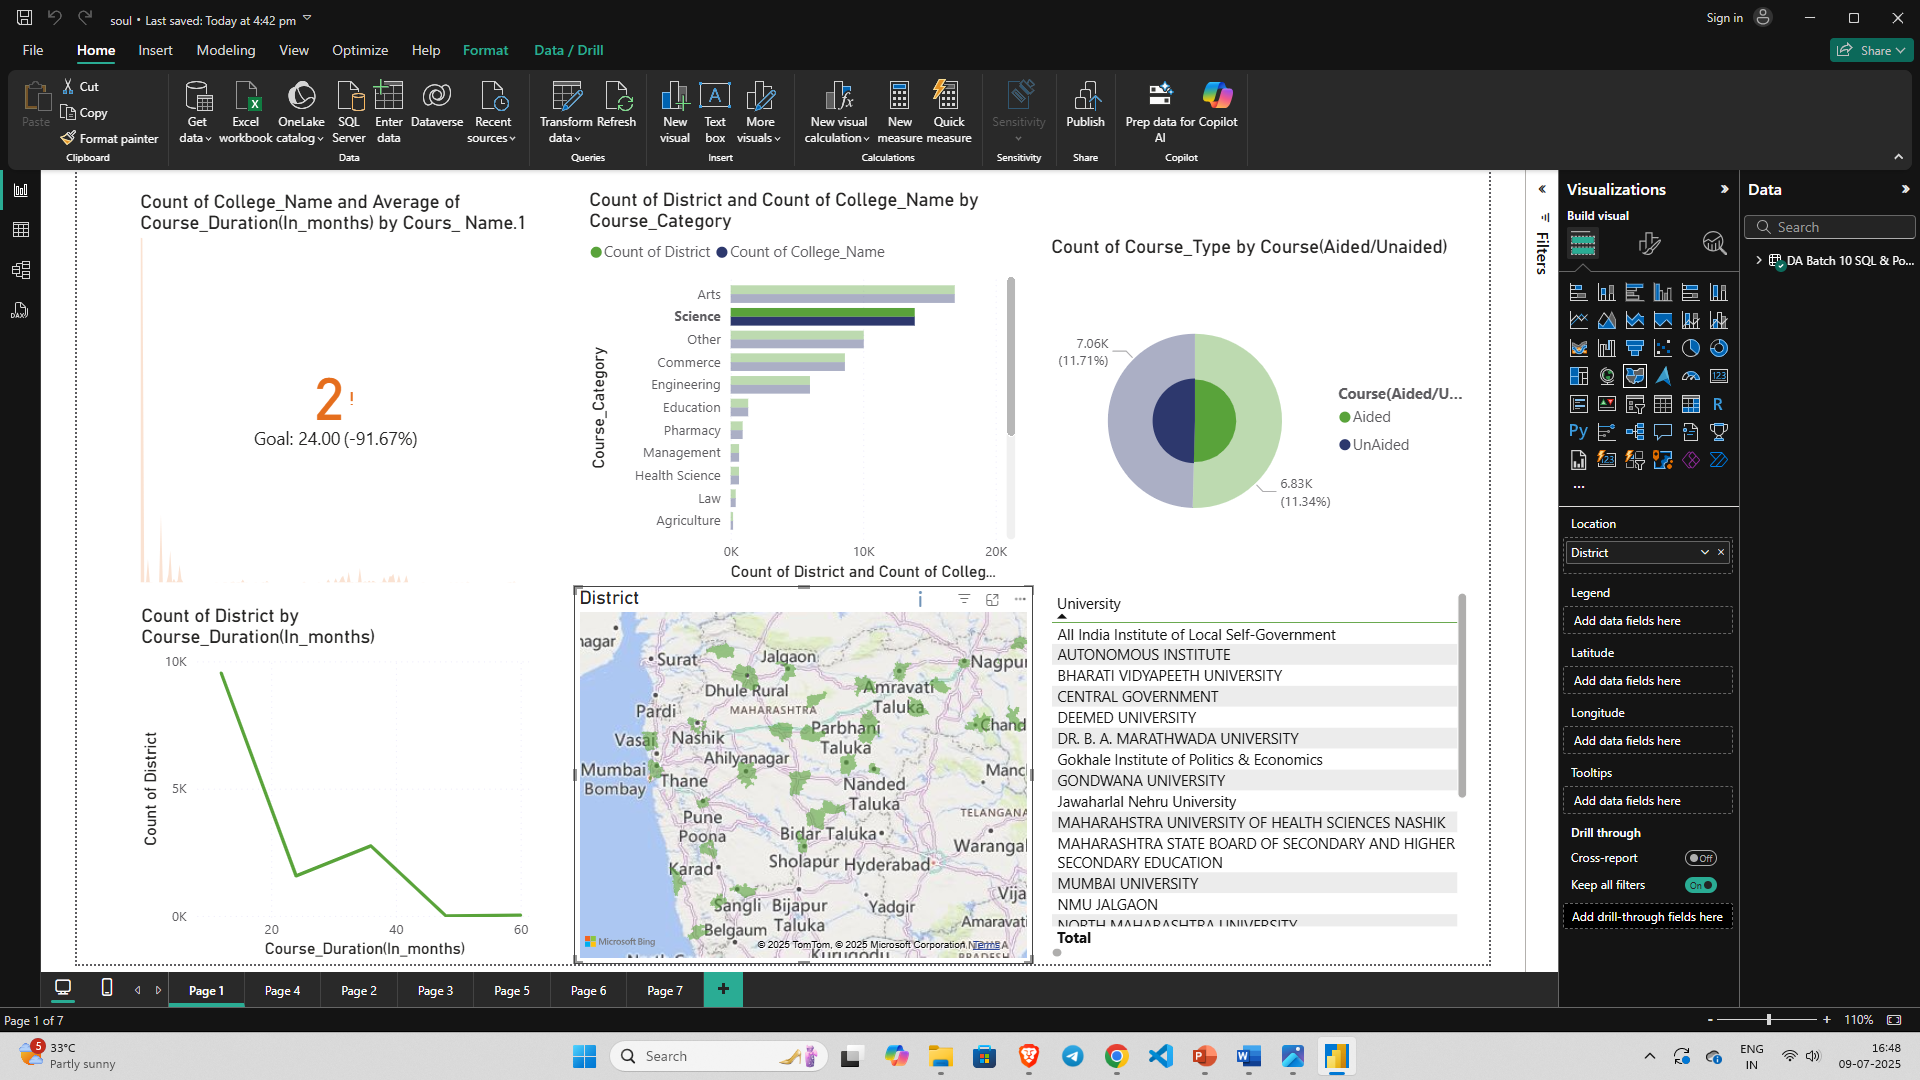 soul • Last saved: Today at 4:42 pm
Sign in
File
Home
Insert
Modeling
View
Optimize
Help
Format
Data / Drill
Share
Paste
Cut
Copy
Format painter
Clipboard
Get data
Excel workbook
OneLake catalog
SQL Server
Enter data
Dataverse
Recent sources
Data
Transform data
Refresh
Queries
New visual
Text box
More visuals
Insert
New visual calculation
New measure
Quick measure
Calculations
Sensitivity
Sensitivity
Publish
Share
Prep data for AI
Copilot
Copilot
Count of College_Name and Average of
Course_Duration(In_months) by Cours_ Name.1
2!
Goal: 24.00 (-91.67%)
Count of District and Count of College_Name by
Course_Category
Count of District
Count of College_Name
Course_Category
Arts
Science
Other
Commerce
Engineering
Education
Pharmacy
Management
Health Science
Law
Agriculture
0K
10K
20K
Count of District and Count of Colleg...
Count of Course_Type by Course(Aided/Unaided)
7.06K
(11.71%)
6.83K
(11.34%)
Course(Aided/U...
Aided
UnAided
Count of District by
Course_Duration(In_months)
Count of District
10K
5K
0K
20
40
60
Course_Duration(In_months)
District
nagar
Surat
Jalgaon
Nagpur
Dhule Rural
Amravati
Taluka
MAHARASHTRA
Pardi
Parbhani
Taluka
Chand
Vasai
Nashik
Ahilyanagar
Mumbai
Bombay
Thane
Nanded
Taluka
Manc
Pune
Poona
TELANGANA
Bidar Taluka
Warangal
Karad
Sholapur
Hyderabad
Sangli
Bijapur
Taluka
Yadgir
Vija
Amaravati
Belgaum
Kurugodu
Microsoft Bing
© 2025 TomTom, © 2025 Microsoft Corporation Terms
PRADESH
University
All India Institute of Local Self-Government
AUTONOMOUS INSTITUTE
BHARATI VIDYAPEETH UNIVERSITY
CENTRAL GOVERNMENT
DEEMED UNIVERSITY
DR. B. A. MARATHWADA UNIVERSITY
Gokhale Institute of Politics & Economics
GONDWANA UNIVERSITY
Jawaharlal Nehru University
MAHARAHSTRA UNIVERSITY OF HEALTH SCIENCES NASHIK
MAHARASHTRA STATE BOARD OF SECONDARY AND HIGHER
SECONDARY EDUCATION
MUMBAI UNIVERSITY
NMU JALGAON
NORTH MAHARASHTRA UNIVERSITY
Total
Filters
Visualizations
Build visual
R
Py
123
...
Location
District
Legend
Add data fields here
Latitude
Add data fields here
Longitude
Add data fields here
Tooltips
Add data fields here
Drill through
Cross-report
Off
Keep all filters
On
Add drill-through fields here
Data
Search
DA Batch 10 SQL & Po...
Page 1
Page 4
Page 2
Page 3
Page 5
Page 6
Page 7
+
Page 1 of 7
- + 110%
5
33°C
Partly sunny
Search
ENG
IN
16:48
09-07-2025